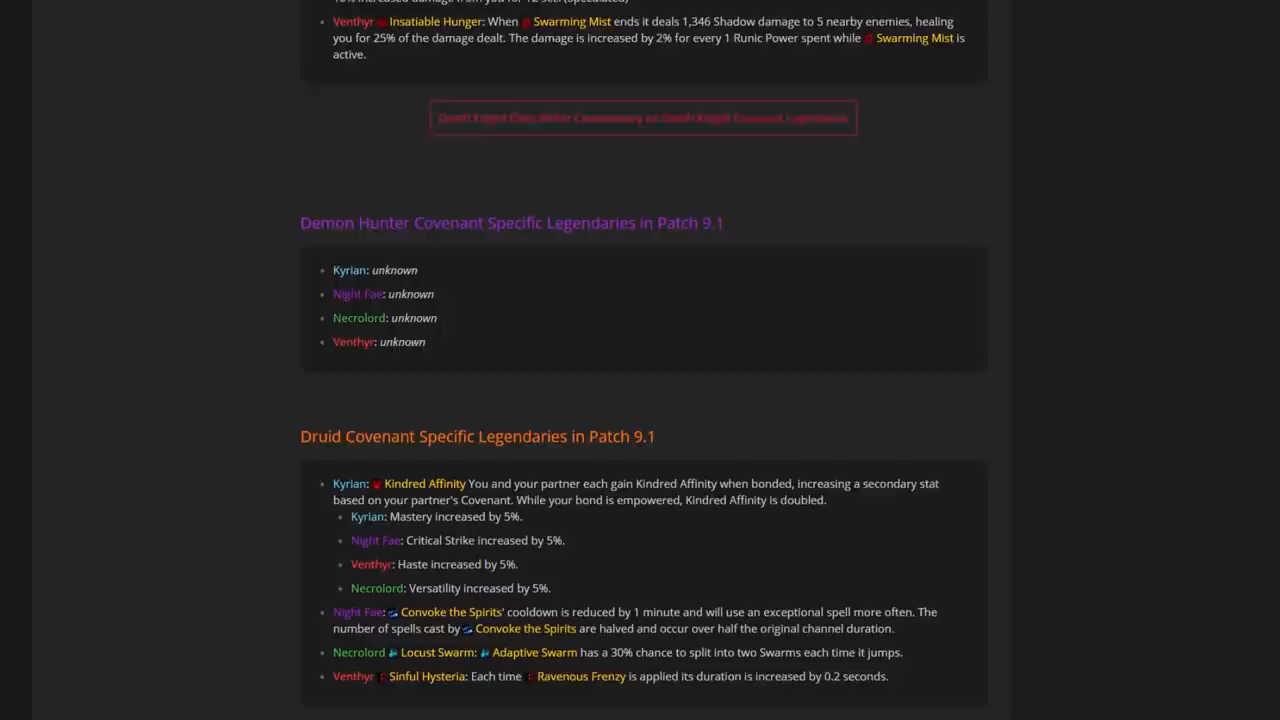 Venthyr Insatiable Hunger: When Swarming Mist ends it deals 1,346 Shadow damage to 5 nearby enemies, healing
you for 25% of the damage dealt. The damage is increased by 2% for every 1 Runic Power spent while Swarming Mist is
active.
Death Knight Class Writer Commentary on Death Knight Covenant Legendaries
Demon Hunter Covenant Specific Legendaries in Patch 9.1
Kyrian: unknown
Night Fae: unknown
Necrolord: unknown
Venthyr: unknown
Druid Covenant Specific Legendaries in Patch 9.1
Kyrian: Kindred Affinity You and your partner each gain Kindred Affinity when bonded, increasing a secondary stat
based on your partner's Covenant. While your bond is empowered, Kindred Affinity is doubled.
Kyrian: Mastery increased by 5%.
Night Fae: Critical Strike increased by 5%.
Venthyr: Haste increased by 5%.
Necrolord: Versatility increased by 5%.
Night Fae: Convoke the Spirits' cooldown is reduced by 1 minute and will use an exceptional spell more often. The
number of spells cast by Convoke the Spirits are halved and occur over half the original channel duration.
Necrolord Locust Swarm: Adaptive Swarm has a 30% chance to split into two Swarms each time it jumps.
Venthyr Sinful Hysteria: Each time Ravenous Frenzy is applied its duration is increased by 0.2 seconds.